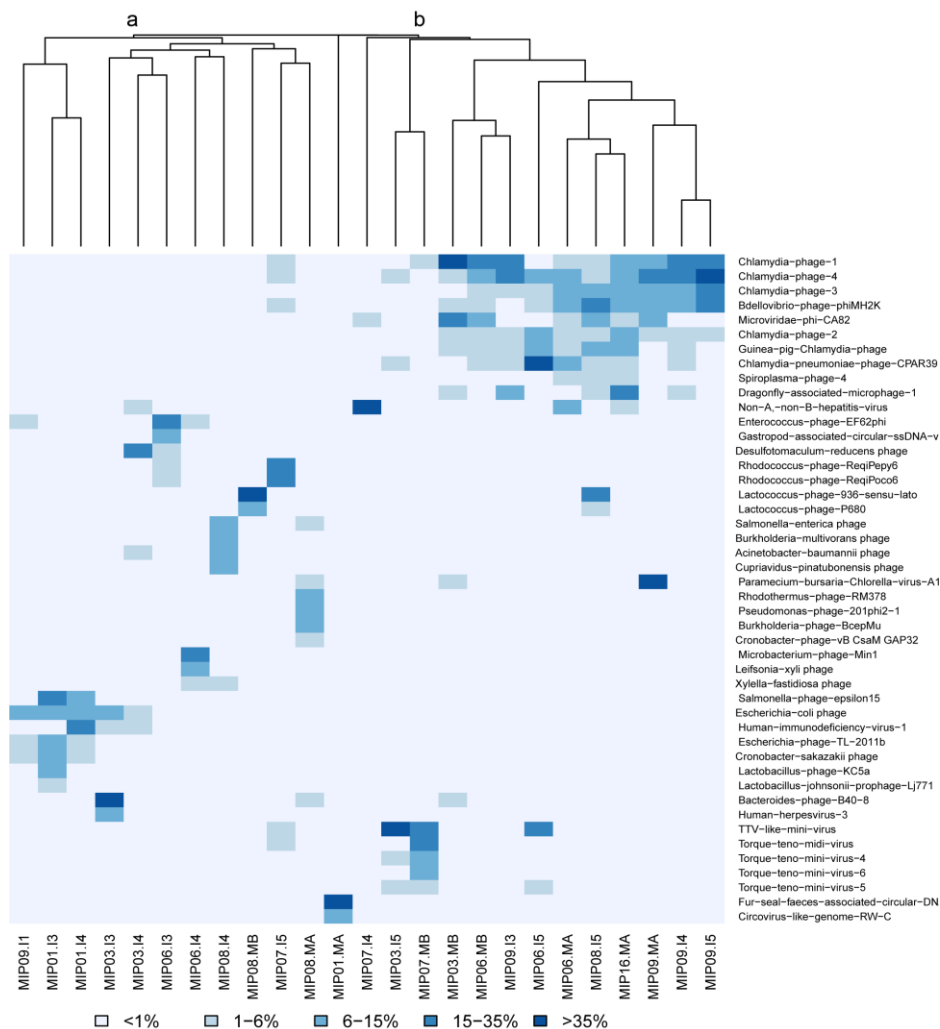 a b
Chlamydia−phage−1
Chlamydia−phage−4
Chlamydia−phage−3
Bdellovibrio−phage−phiMH2K
Microviridae−phi−CA82
Chlamydia−phage−2
Guinea−pig−Chlamydia−phage
Chlamydia−pneumoniae−phage−CPAR39
Spiroplasma−phage−4
Dragonfly−associated−microphage−1
Non−A,−non−B−hepatitis−virus
Enterococcus−phage−EF62phi
Gastropod−associated−circular−ssDNA−v
Desulfotomaculum−reducens phage
Rhodococcus−phage−ReqiPepy6
Rhodococcus−phage−ReqiPoco6
Lactococcus−phage−936−sensu−lato
Lactococcus−phage−P680
Salmonella−enterica phage
Burkholderia−multivorans phage
Acinetobacter−baumannii phage
Cupriavidus−pinatubonensis phage
Paramecium−bursaria−Chlorella−virus−A1
Rhodothermus−phage−RM378
Pseudomonas−phage−201phi2−1
Burkholderia−phage−BcepMu
Cronobacter−phage−vB CsaM GAP32
Microbacterium−phage−Min1
Leifsonia−xyli phage
Xylella−fastidiosa phage
Salmonella−phage−epsilon15
Escherichia−coli phage
Human−immunodeficiency−virus−1
Escherichia−phage−TL−2011b
Cronobacter−sakazakii phage
Lactobacillus−phage−KC5a
Lactobacillus−johnsonii−prophage−Lj771
Bacteroides−phage−B40−8
Human−herpesvirus−3
TTV−like−mini−virus
Torque−teno−midi−virus
Torque−teno−mini−virus−4
Torque−teno−mini−virus−6
Torque−teno−mini−virus−5
Fur−seal−faeces−associated−circular−DN
Circovirus−like−genome−RW−C
MIP09.I1
MIP01.I3
MIP01.I4
MIP03.I3
MIP03.I4
MIP06.I3
MIP06.I4
MIP08.I4
MIP08.MB
MIP07.I5
MIP08.MA
MIP01.MA
MIP07.I4
MIP03.I5
MIP07.MB
MIP03.MB
MIP06.MB
MIP09.I3
MIP06.I5
MIP06.MA
MIP08.I5
MIP16.MA
MIP09.MA
MIP09.I4
MIP09.I5
<1% 1−6% 6−15% 15−35% >35%